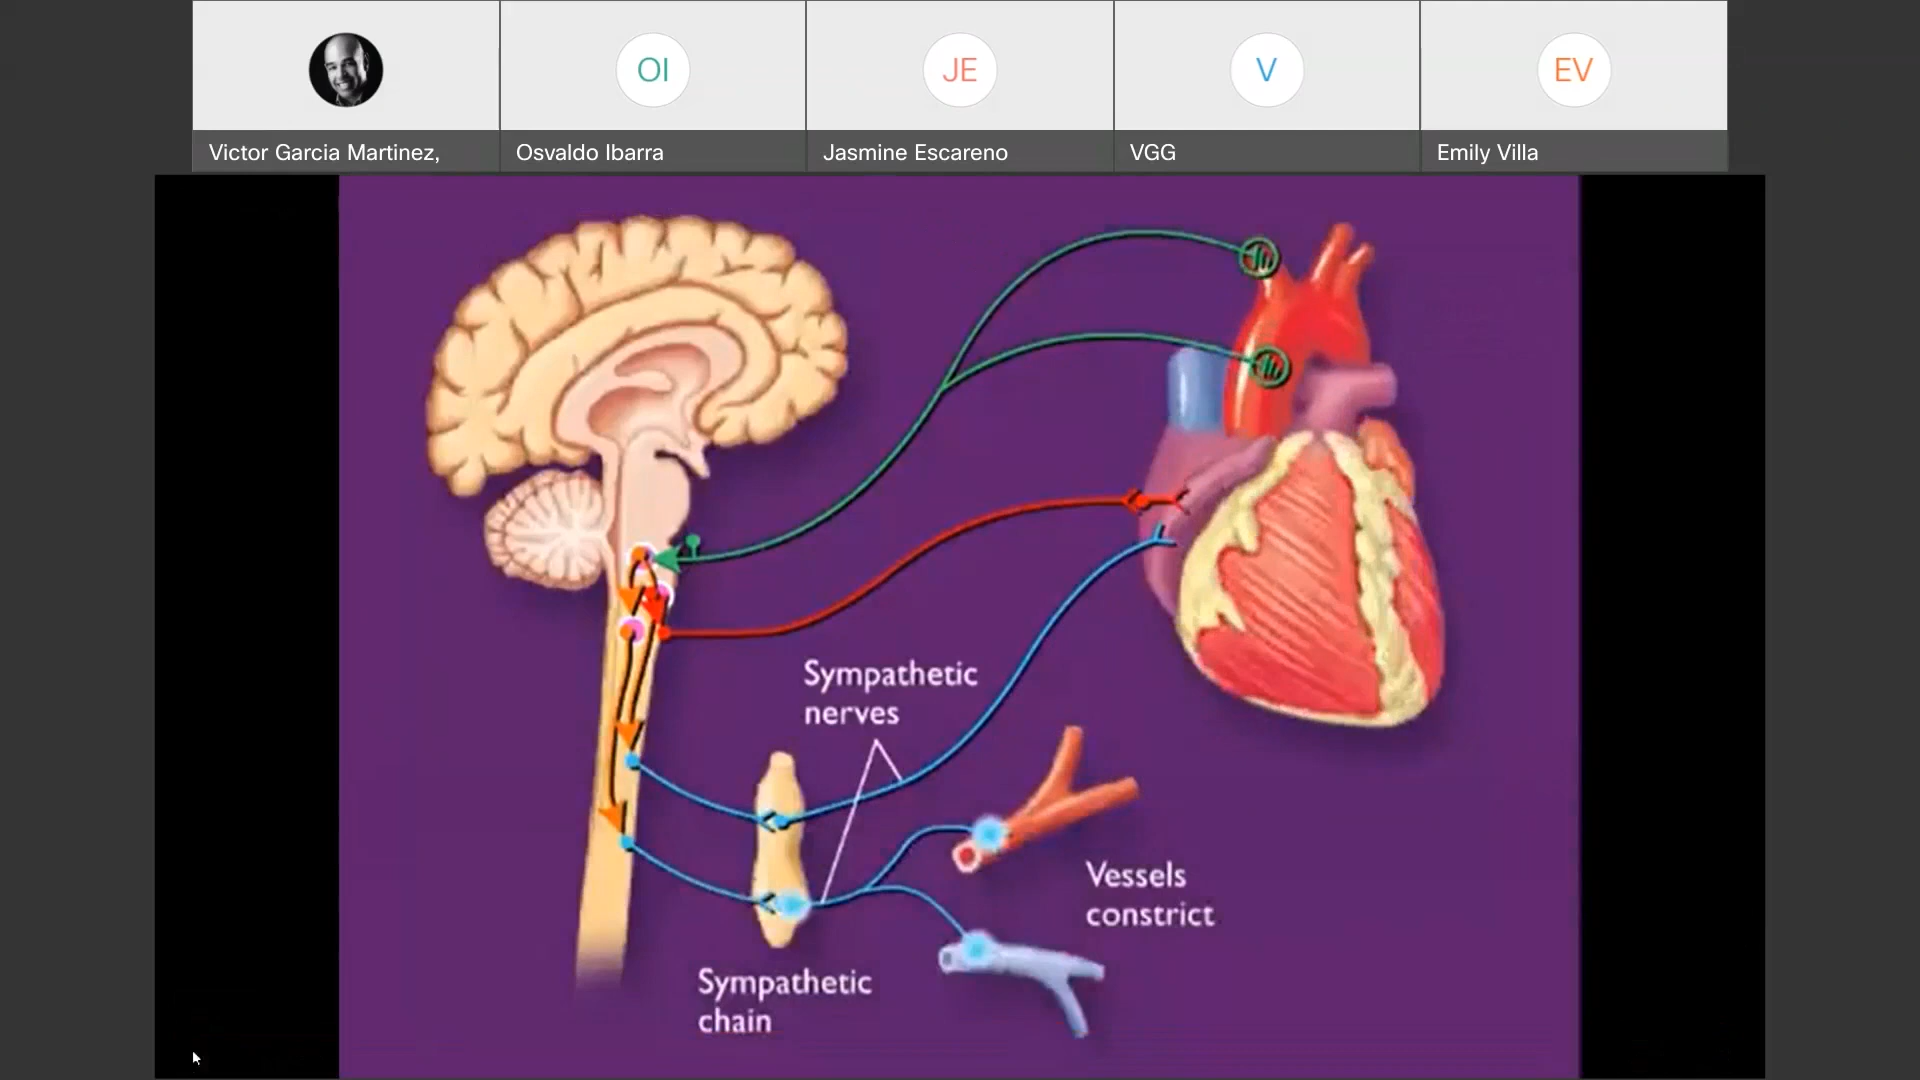 OI
JE
V
EV
Victor Garcia Martinez,
Osvaldo Ibarra
Jasmine Escareno
VGG
Emily Villa
Sympathetic
nerves
Vessels
constrict
Sympathetic
chain